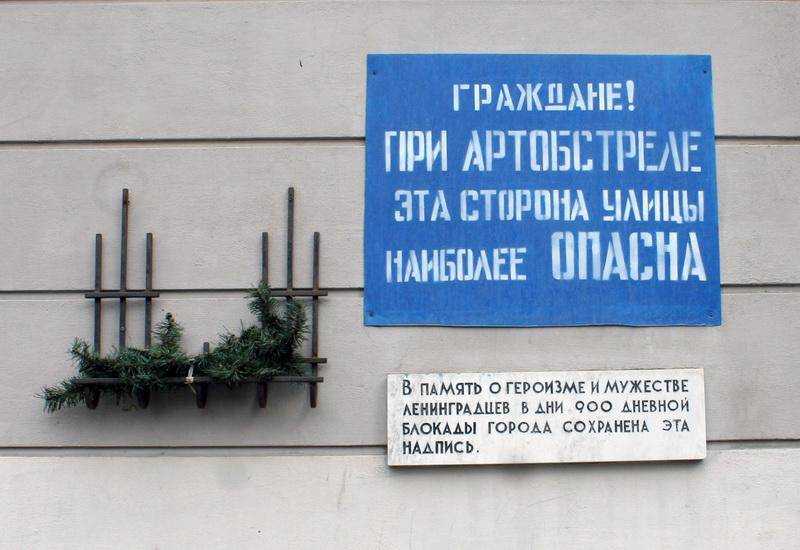 ГРАЖДАНЕ!
ПРИ АРТОБСТРЕЛЕ
ЭТА СТОРОНА УЛИЦЫ
НАИБОЛЕЕ ОПАСНА
В ПАМЯТЬ О ГЕРОИЗМЕ И МУЖЕСТВЕ
ЛЕНИНГРАДЦЕВ В ДНИ 900 ДНЕВНОЙ
БЛОКАДЫ ГОРОДА СОХРАНЕНА ЭТА
НАДПИСЬ.